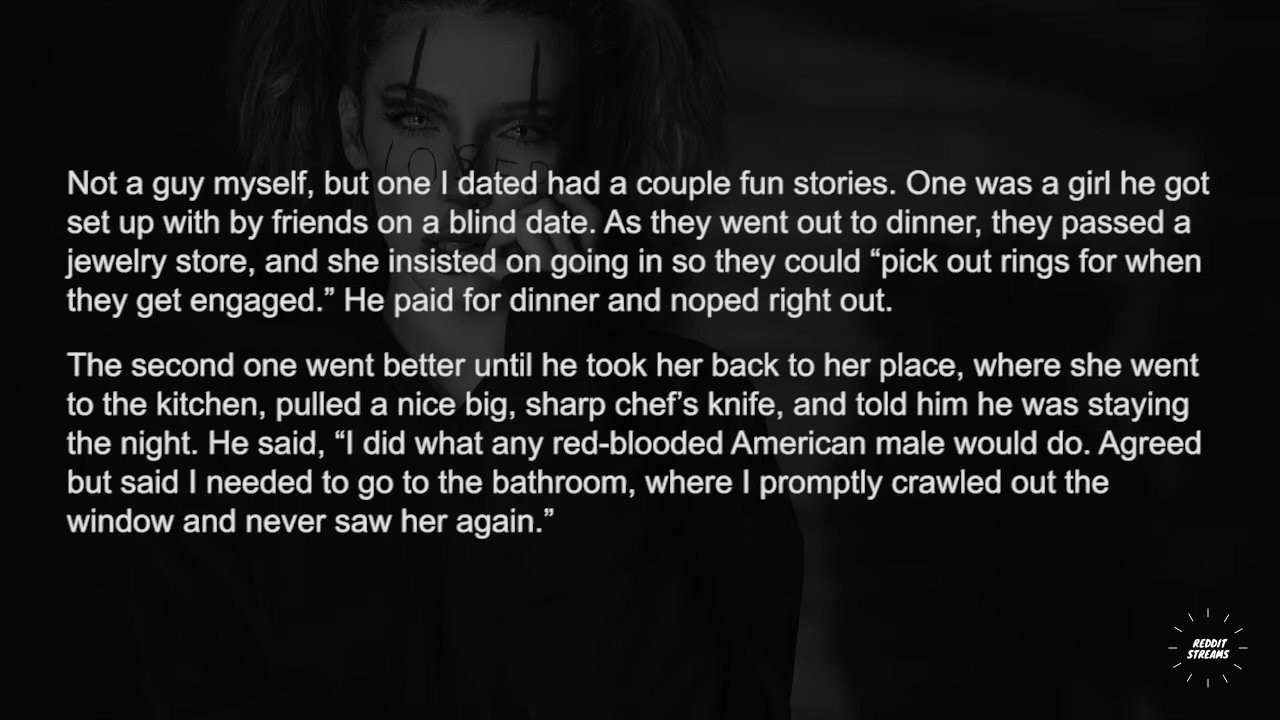 LOSER
Not a guy myself, but one I dated had a couple fun stories. One was a girl he got
set up with by friends on a blind date. As they went out to dinner, they passed a
jewelry store, and she insisted on going in so they could “pick out rings for when
they get engaged.” He paid for dinner and noped right out.
The second one went better until he took her back to her place, where she went
to the kitchen, pulled a nice big, sharp chef’s knife, and told him he was staying
the night. He said, “I did what any red-blooded American male would do. Agreed
but said I needed to go to the bathroom, where I promptly crawled out the
window and never saw her again.”
REDDIT
STREAMS